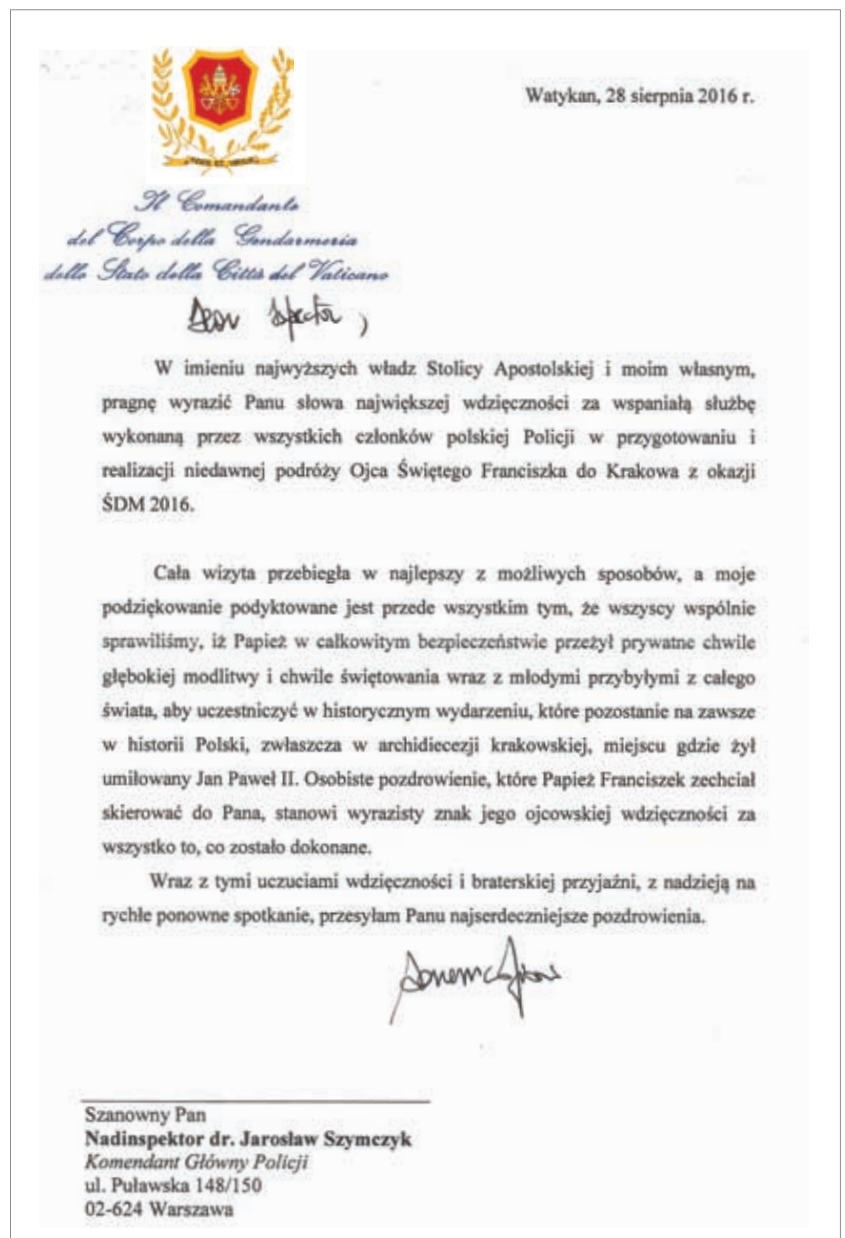 Watykan, 28 sierpnia 2016 r.
Il Comandante
del Corpo della Gendarmeria
dello Stato della Città del Vaticano
Dear
W imieniu najwyższych władz Stolicy Apostolskiej i moim własnym,
pragnę wyrazić Panu słowa największej wdzięczności za wspaniałą służbę
wykonaną przez wszystkich członków polskiej Policji w przygotowaniu i
realizacji niedawnej podróży Ojca Świętego Franciszka do Krakowa z okazji
ŚDM 2016.
Cała wizyta przebiegła w najlepszy z możliwych sposobów, a moje
podziękowanie podyktowane jest przede wszystkim tym, że wszyscy wspólnie
sprawiliśmy, iż Papież w całkowitym bezpieczeństwie przeżył prywatne chwile
głębokiej modlitwy i chwile świętowania wraz z młodymi przybyłymi z całego
świata, aby uczestniczyć w historycznym wydarzeniu, które pozostanie na zawsze
w historii Polski, zwłaszcza w archidiecezji krakowskiej, miejscu gdzie żył
umiłowany Jan Paweł II. Osobiste pozdrowienie, które Papież Franciszek zechciał
skierować do Pana, stanowi wyrazisty znak jego ojcowskiej wdzięczności za
wszystko to, co zostało dokonane.
Wraz z tymi uczuciami wdzięczności i braterskiej przyjaźni, z nadzieją na
rychłe ponowne spotkanie, przesyłam Panu najserdeczniejsze pozdrowienia.
Szanowny Pan
Nadinspektor dr. Jarosław Szymczyk
Komendant Główny Policji
ul. Puławska 148/150
02-624 Warszawa